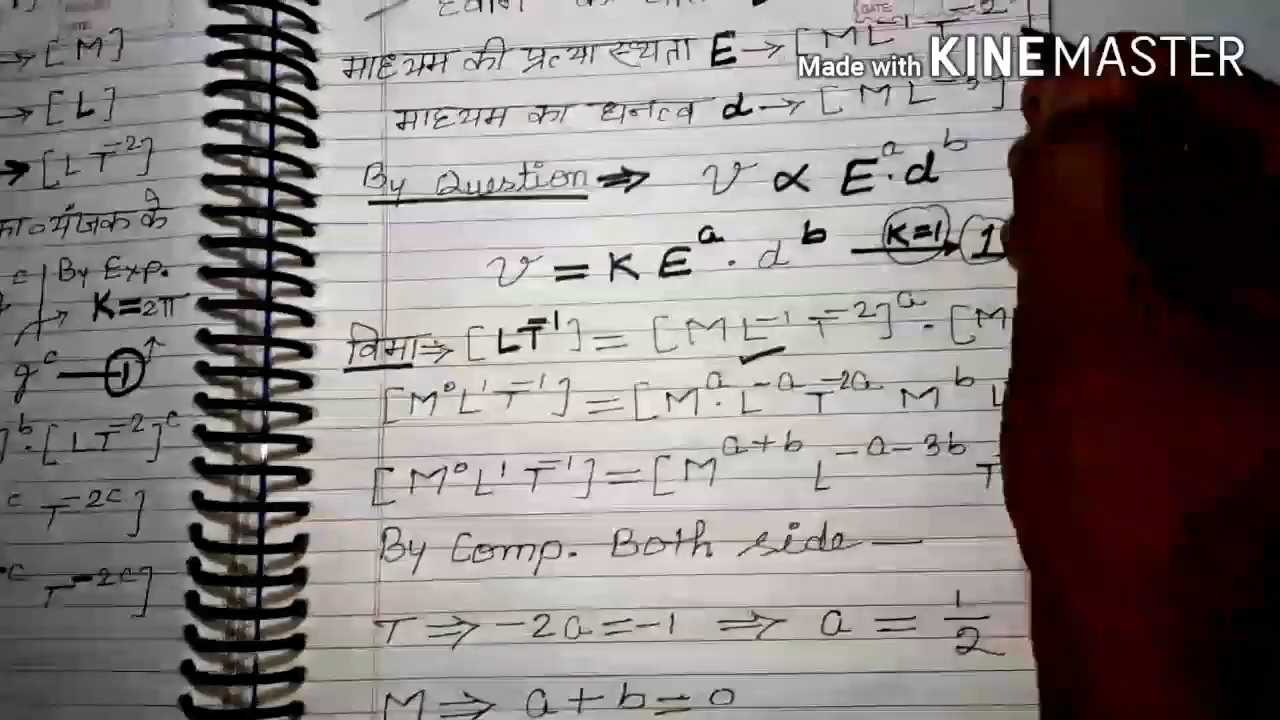 → [M]
→ [L]
→ [LT⁻²]
By Exp.
K=2π
gᶜ — 1
]ᵇ·[LT⁻²]ᶜ
T⁻²ᶜ]
T⁻²ᶜ]
माध्यम की प्रत्यास्थता E → [ML⁻¹T⁻²
माध्यम का घनत्व d → [ML⁻³]
By Question ⇒ v ∝ Eᵃ·dᵇ
v = K Eᵃ · dᵇ K=1 → 1
विमा ⇒ [LT⁻¹] = [ML⁻¹T⁻²]ᵃ · [M
[M⁰L¹T⁻¹] = [Mᵃ·L⁻ᵃT⁻²ᵃ Mᵇ L
[M⁰L¹T⁻¹] = [Mᵃ⁺ᵇ L⁻ᵃ⁻³ᵇ T
By Comp. Both side —
T ⇒ -2a = -1 ⇒ a = 1/2
M ⇒ a + b = 0
Made with KINEMASTER